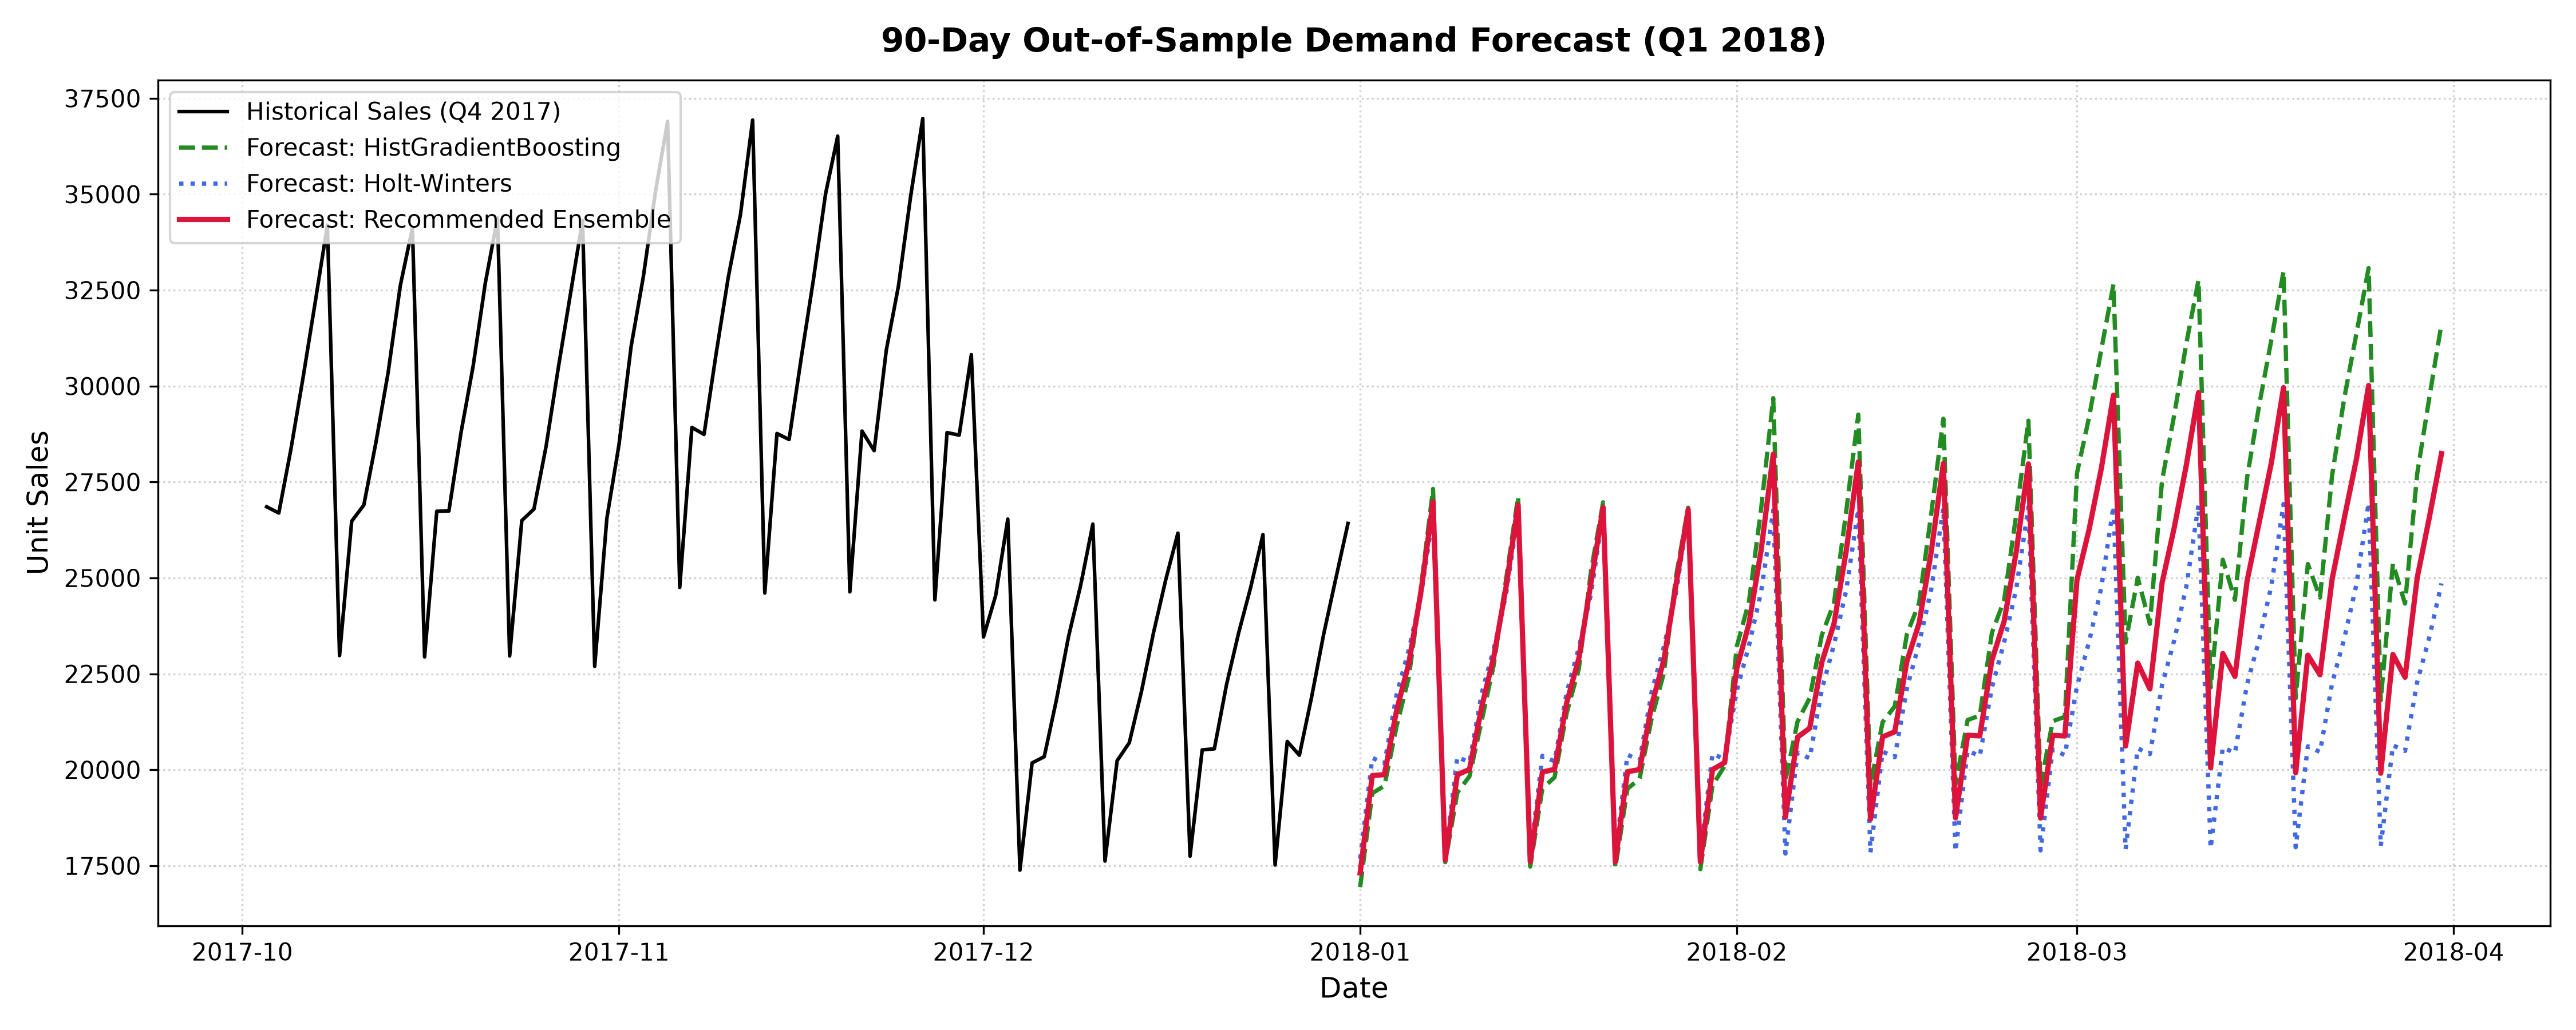 90-Day Out-of-Sample Demand Forecast (Q1 2018)
Historical Sales (Q4 2017)
Forecast: HistGradientBoosting
Forecast: Holt-Winters
Forecast: Recommended Ensemble
Unit Sales
37500
35000
32500
30000
27500
25000
22500
20000
17500
2017-10
2017-11
2017-12
2018-01
2018-02
2018-03
2018-04
Date